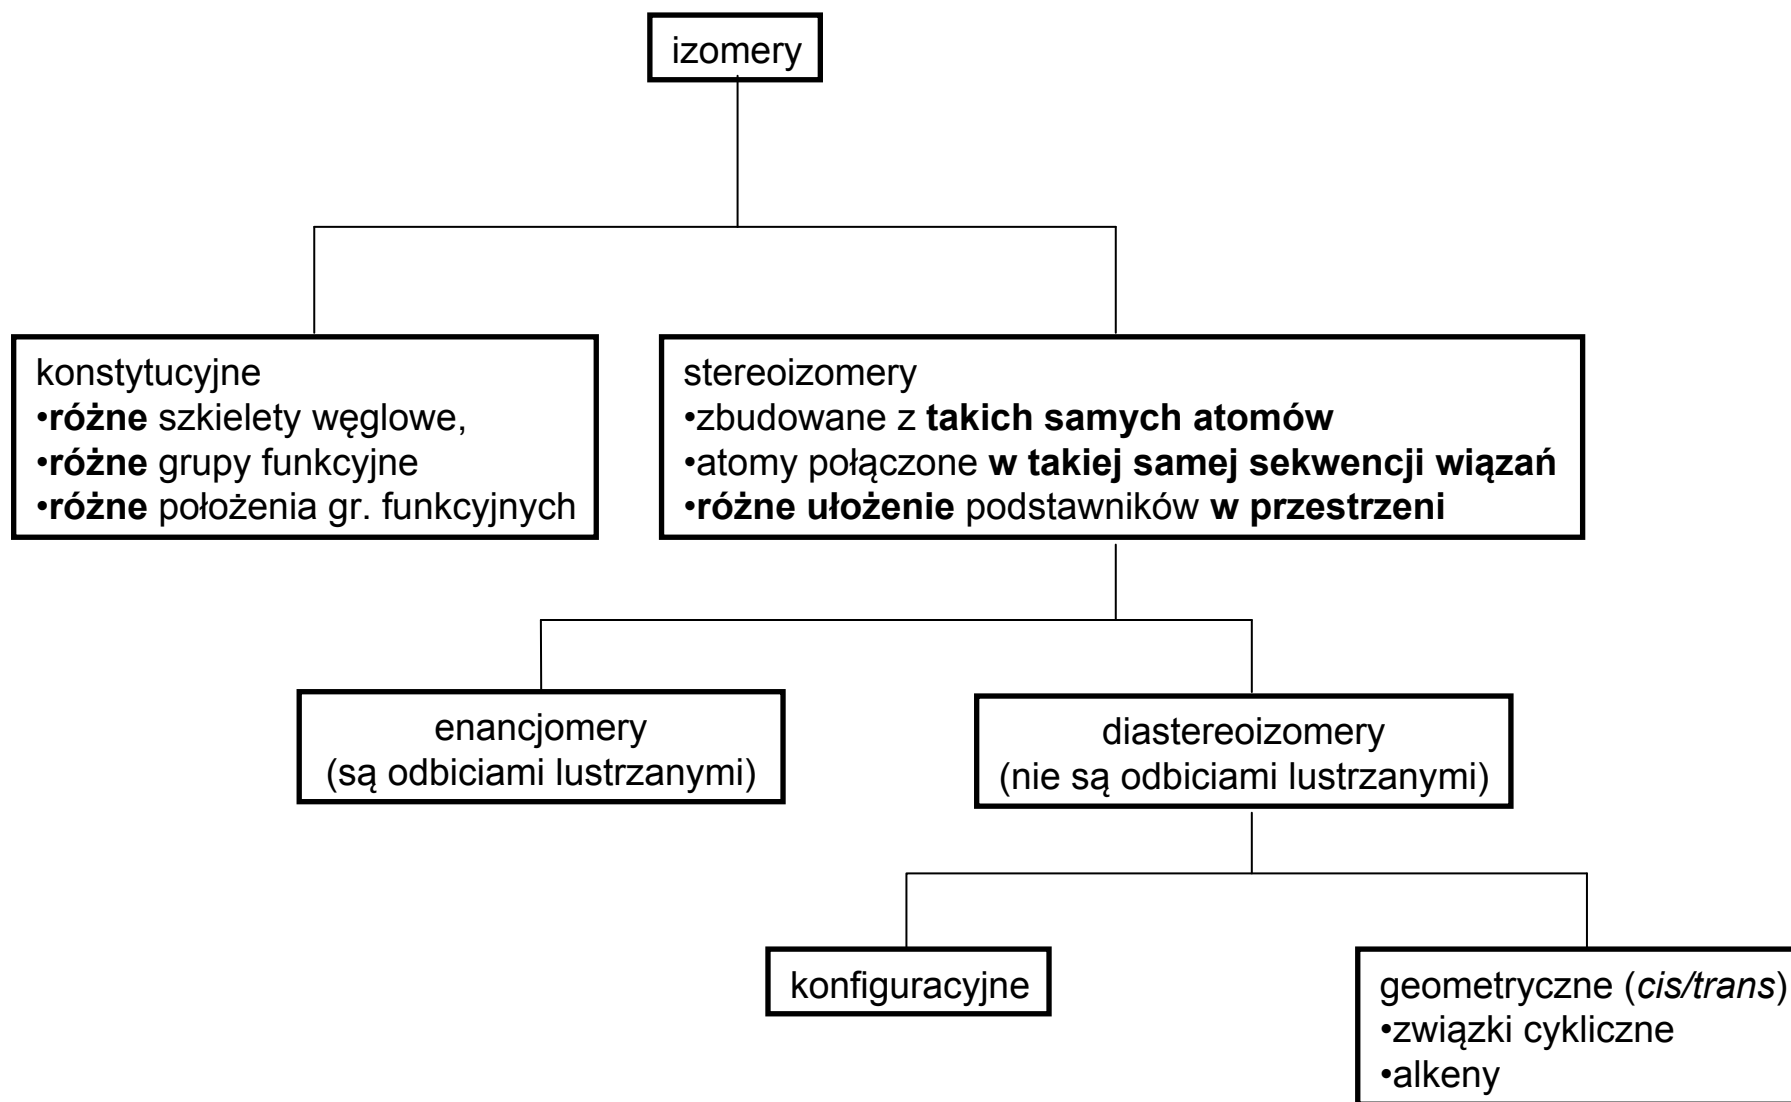 izomery
konstytucyjne
•różne szkielety węglowe,
•różne grupy funkcyjne
•różne położenia gr. funkcyjnych
stereoizomery
•zbudowane z takich samych atomów
•atomy połączone w takiej samej sekwencji wiązań
•różne ułożenie podstawników w przestrzeni
enancjomery
(są odbiciami lustrzanymi)
diastereoizomery
(nie są odbiciami lustrzanymi)
konfiguracyjne
geometryczne (cis/trans)
•związki cykliczne
•alkeny